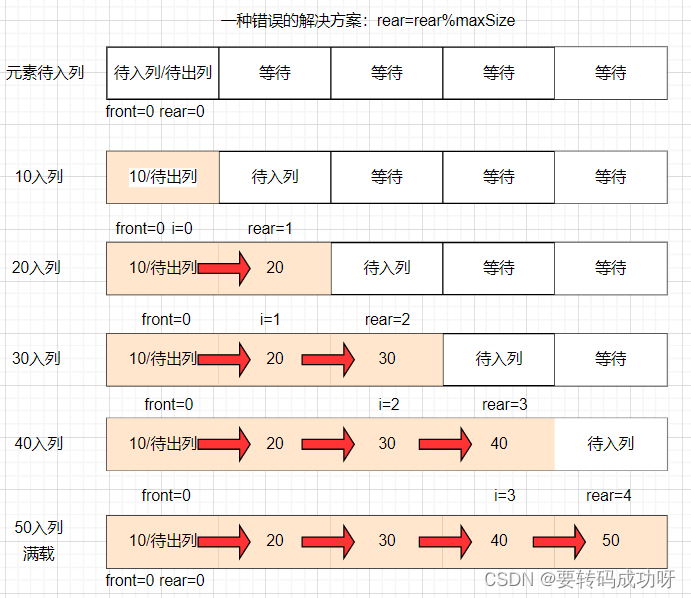 一种错误的解决方案：rear=rear%maxSize
元素待入列 待入列/待出列 等待 等待 等待 等待
front=0 rear=0
10入列 10/待出列 待入列 等待 等待 等待
front=0 i=0 rear=1
20入列 10/待出列 20 待入列 等待 等待
front=0 i=1 rear=2
30入列 10/待出列 20 30 待入列 等待
front=0 i=2 rear=3
40入列 10/待出列 20 30 40 待入列
front=0 i=3 rear=4
50入列
满载 10/待出列 20 30 40 50
front=0 rear=0
CSDN @要转码成功呀